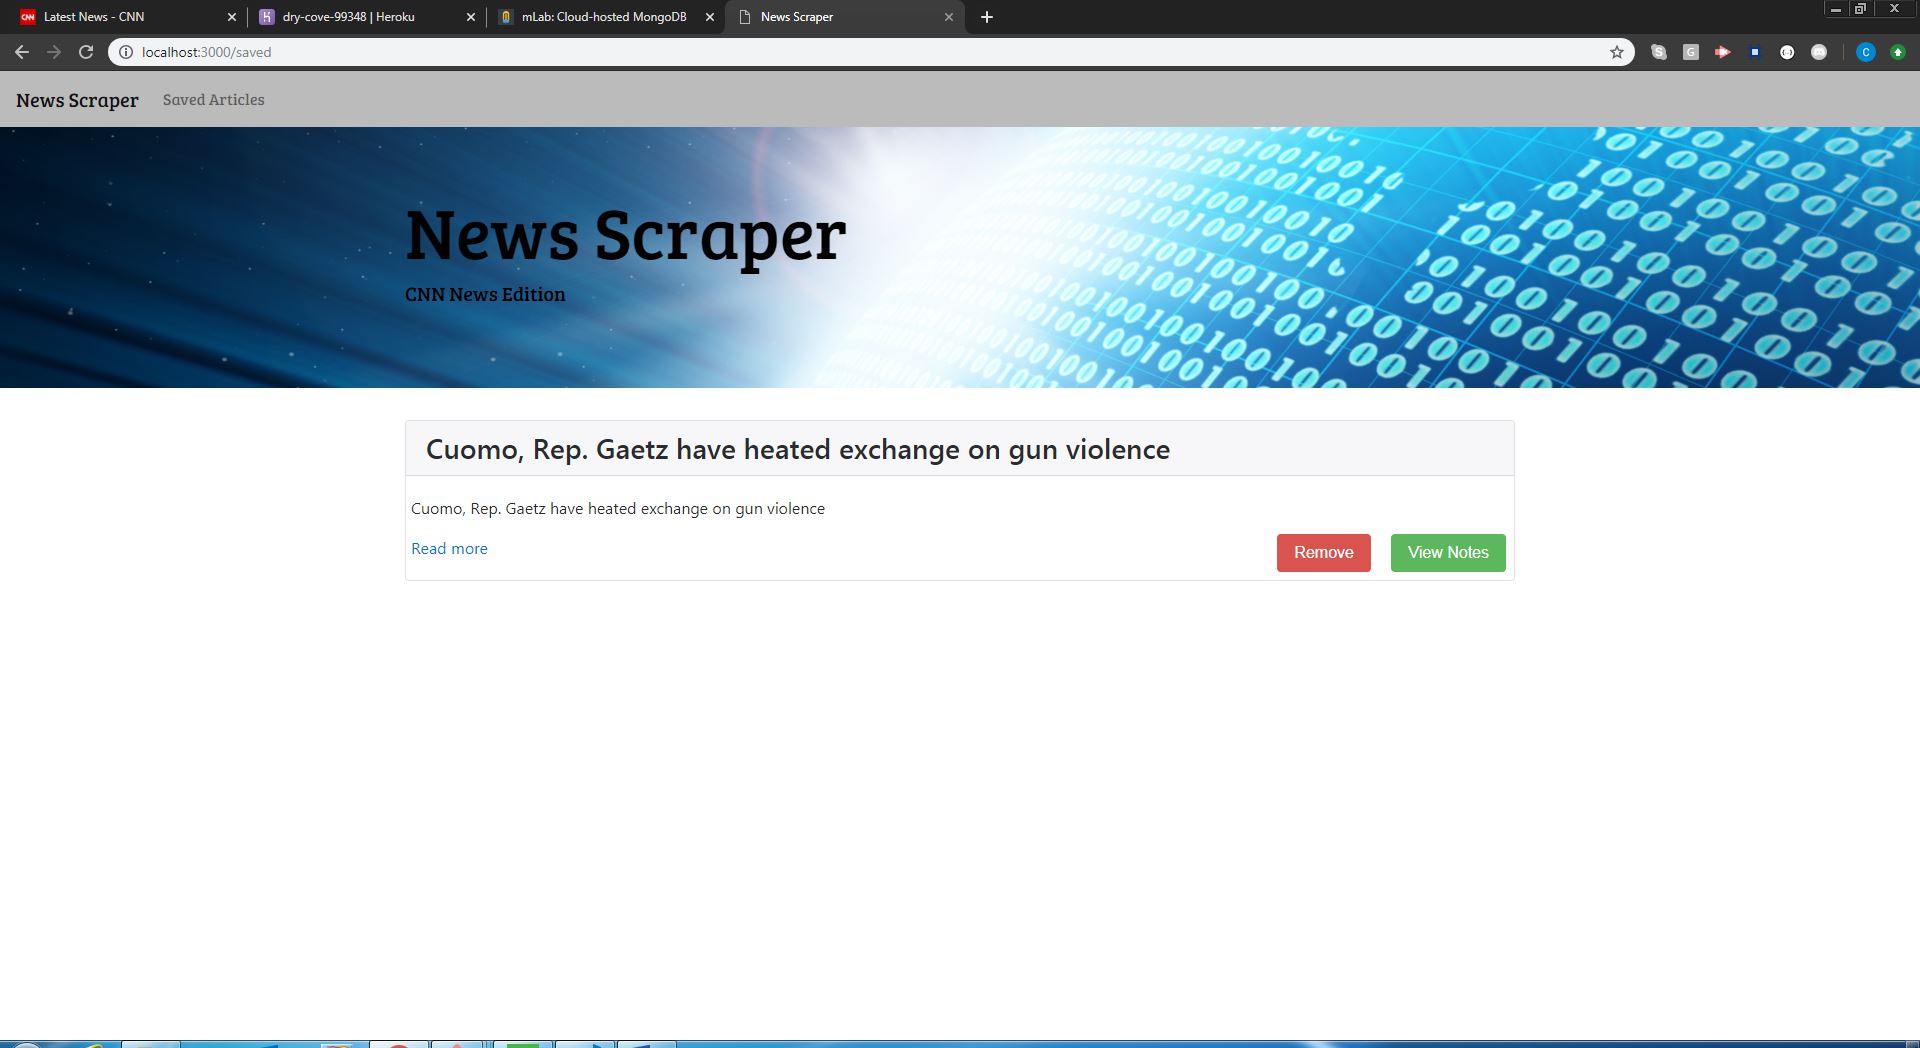 Latest News - CNN
dry-cove-99348 | Heroku
mLab: Cloud-hosted MongoDB
News Scraper
localhost:3000/saved
News Scraper Saved Articles
News Scraper
CNN News Edition
Cuomo, Rep. Gaetz have heated exchange on gun violence
Cuomo, Rep. Gaetz have heated exchange on gun violence
Read more
Remove
View Notes